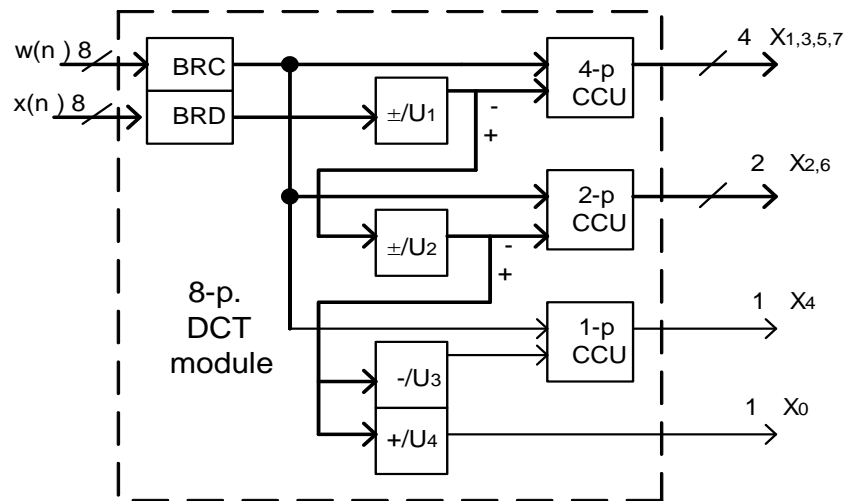 w(n ) 8
x(n ) 8
BRC
BRD
±/U1
-
+
4-p
CCU
4 X1,3,5,7
±/U2
-
+
2-p
CCU
2 X2,6
8-p.
DCT
module
-/U3
+/U4
1-p
CCU
1 X4
1 X0